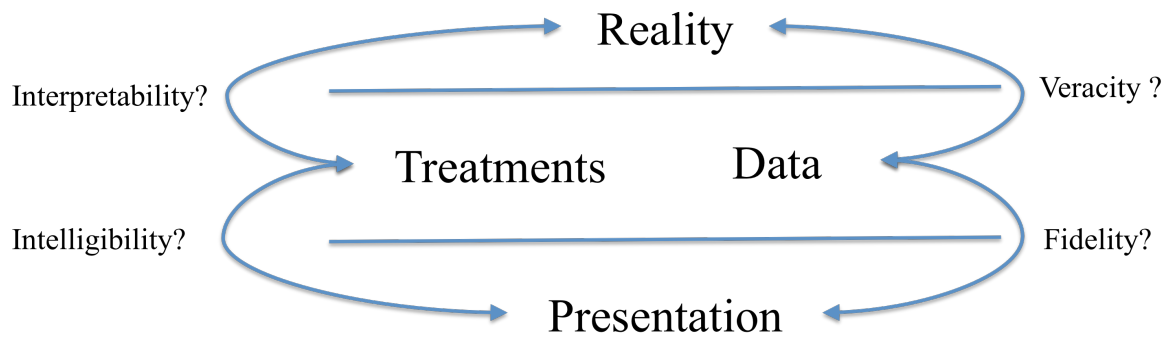 Reality
Interpretability?
Veracity ?
Treatments
Data
Intelligibility?
Fidelity?
Presentation